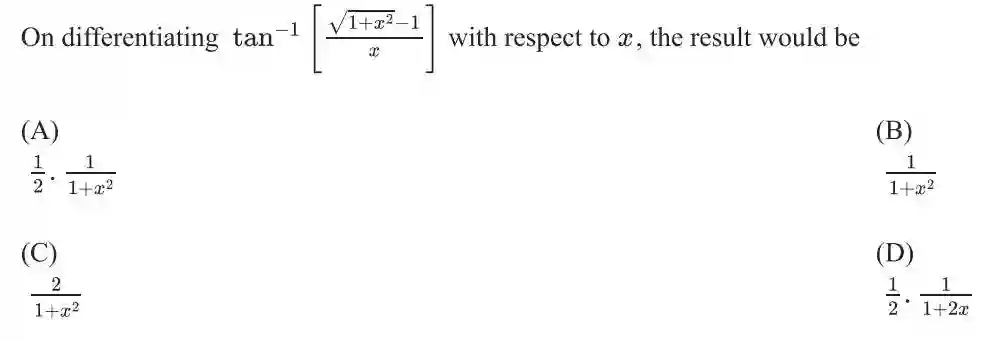 On differentiating tan⁻¹ [ (√(1+x²)−1) / x ] with respect to x, the result would be
(A) (B)
1/2 · 1/(1+x²) 1/(1+x²)
(C) (D)
2/(1+x²) 1/2 · 1/(1+2x)